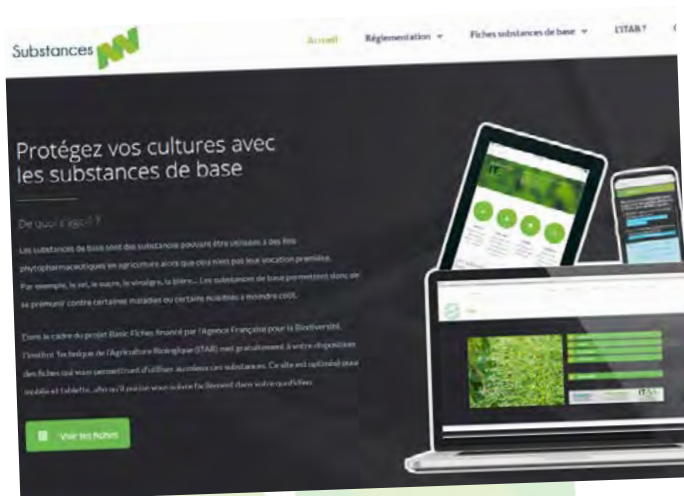 Substances
Accueil Réglementation Fiches substances de base L'ITAB ?
Protégez vos cultures avec
les substances de base
De quoi s'agit-il ?
Les substances de base sont des substances pouvant être utilisées à des fins
phytopharmaceutiques en agriculture alors que cela n'est pas leur vocation première.
Par exemple, le sel, le sucre, le vinaigre, la bière... Les substances de base permettent donc de
se prémunir contre certaines maladies ou certains nuisibles à moindre coût.
Dans le cadre du projet Basic Fiches financé par l'Agence Française pour la Biodiversité,
l'Institut Technique de l'Agriculture Biologique (ITAB) met gratuitement à votre disposition
des fiches qui vous permettront d'utiliser au mieux ces substances. Ce site est optimisé pour
mobile et tablette, afin qu'il puisse vous suivre facilement dans votre quotidien.
Voir les fiches